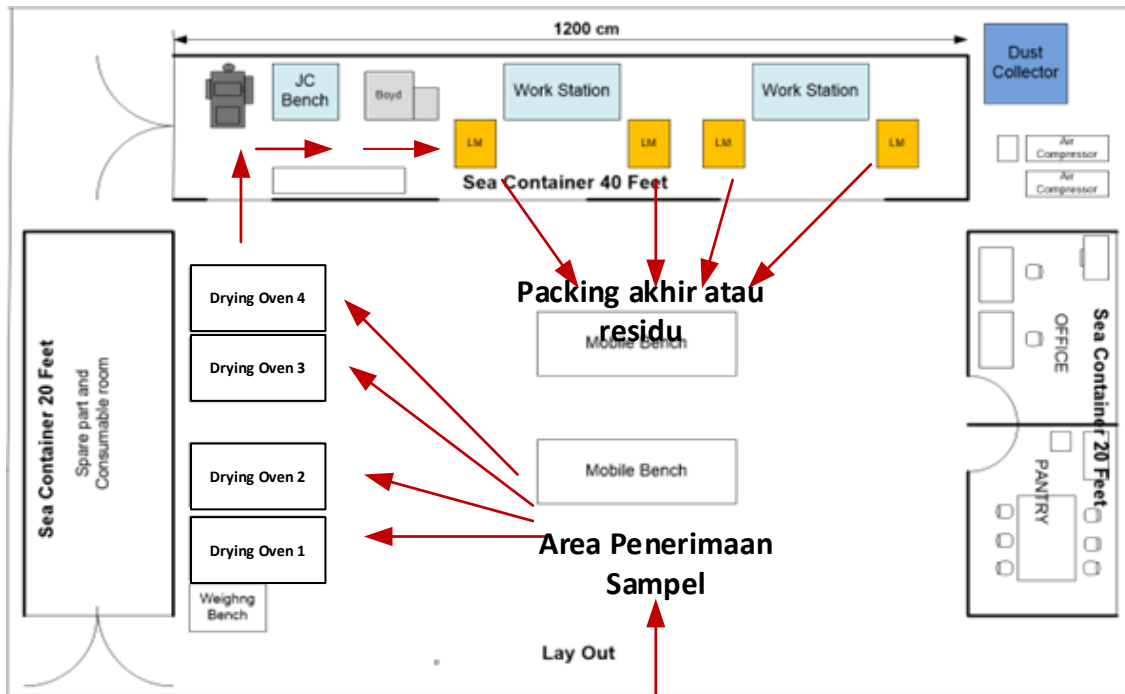 1200 cm
Dust
Collector
JC
Bench
Boyd
Work Station
Work Station
LM
LM
LM
LM
Air
Compressor
Air
Compressor
Sea Container 40 Feet
Sea Container 20 Feet
Spare part and
Consumable room
Drying Oven 4
Drying Oven 3
Drying Oven 2
Drying Oven 1
Weighng
Bench
Packing akhir atau
residu
Mobile Bench
Mobile Bench
Area Penerimaan
Sampel
OFFICE
PANTRY
Sea Container 20 Feet
Lay Out